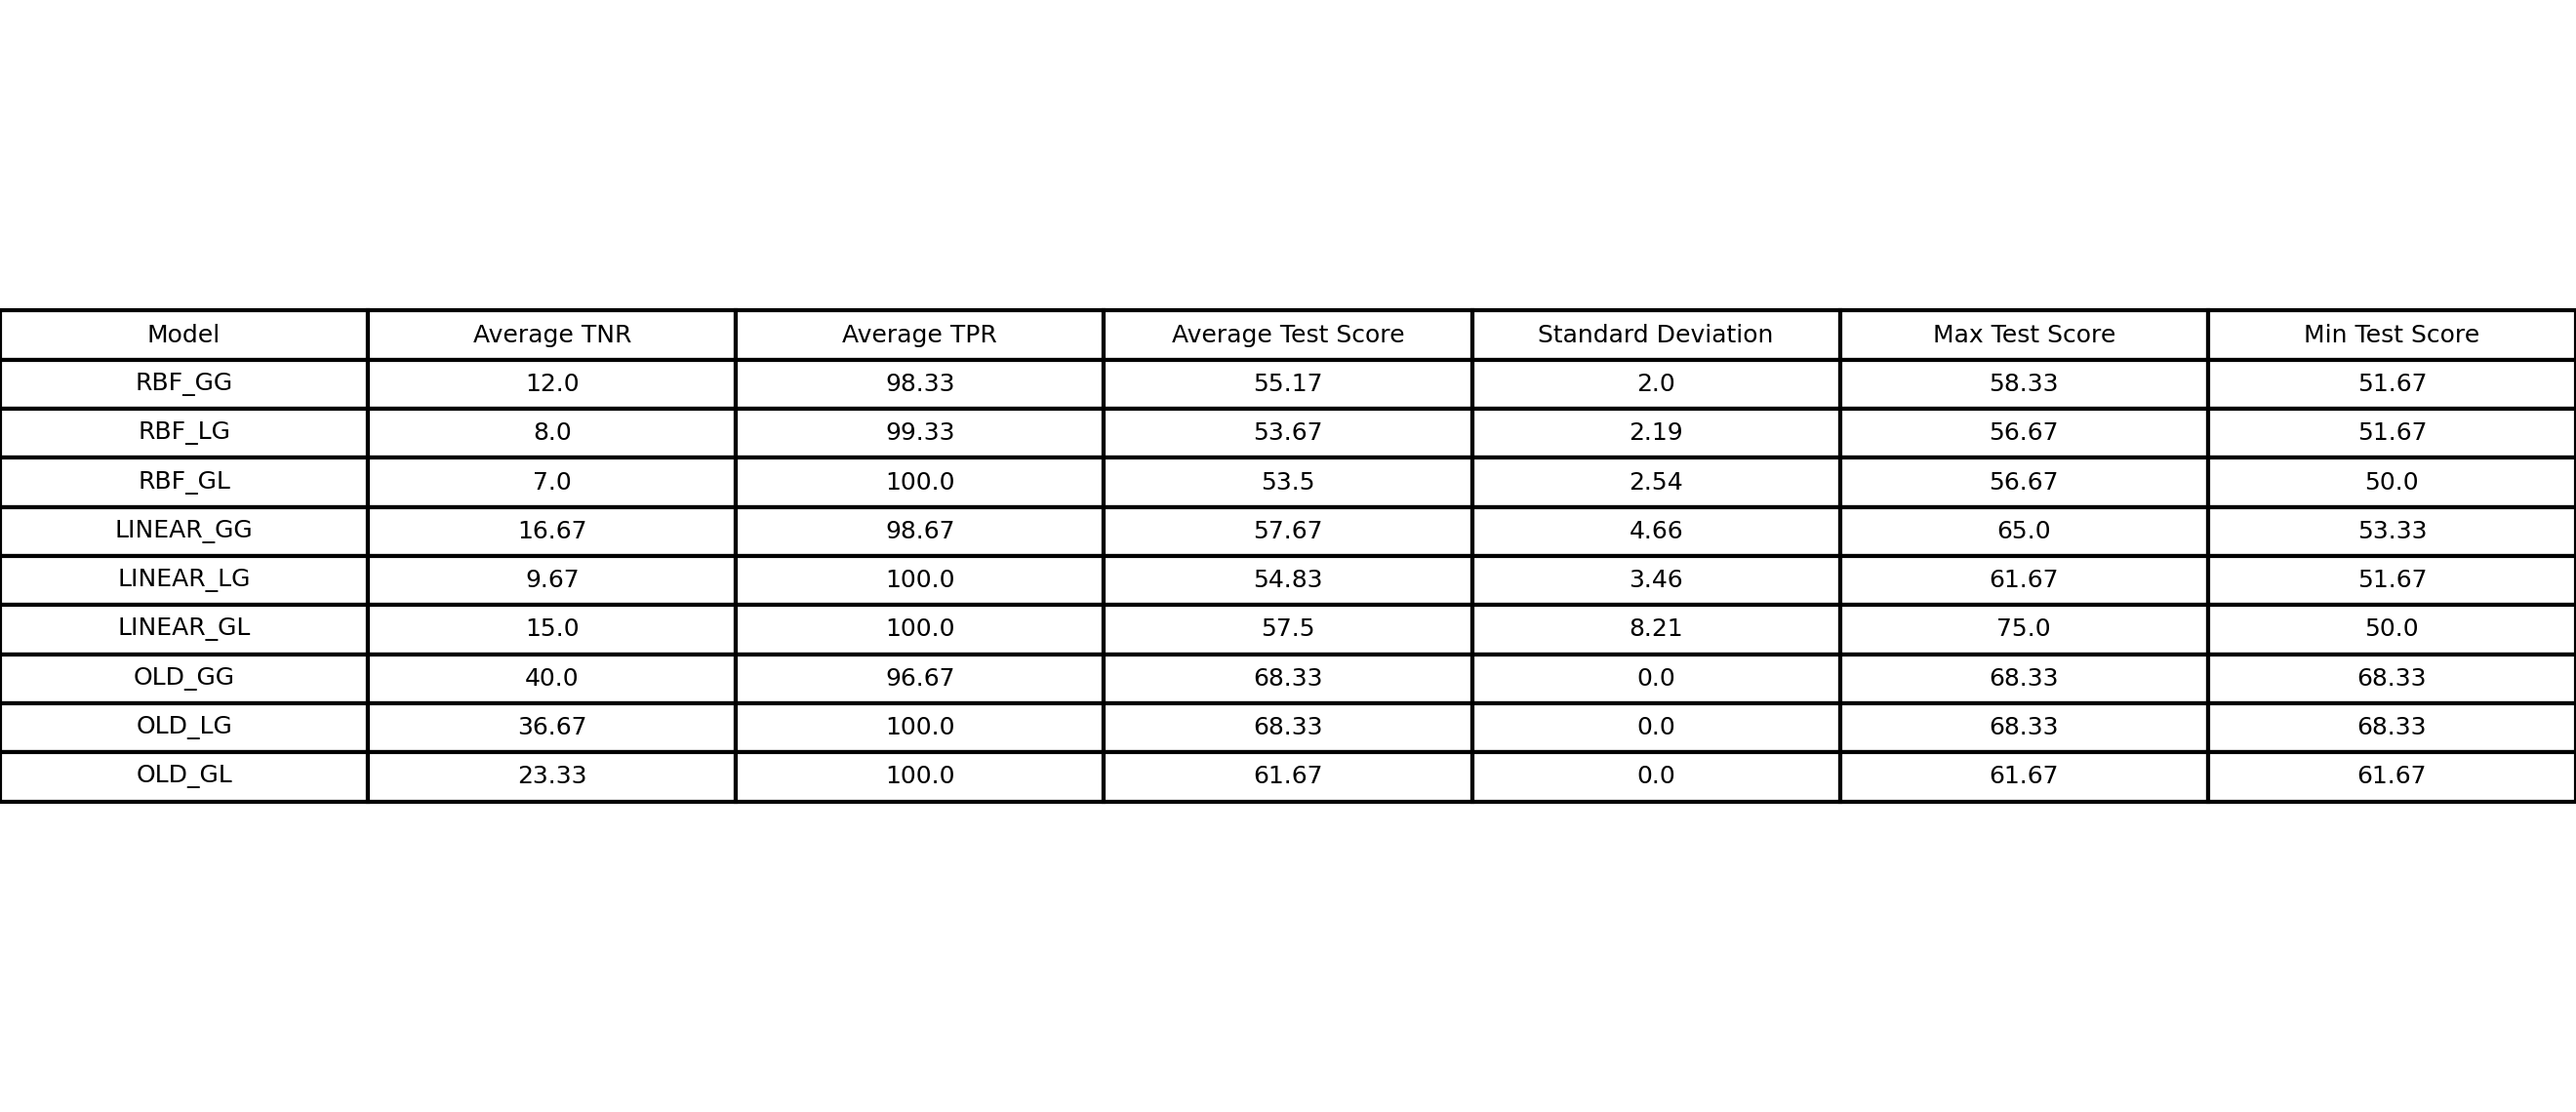 Model Average TNR Average TPR Average Test Score Standard Deviation Max Test Score Min Test Score
RBF_GG 12.0 98.33 55.17 2.0 58.33 51.67
RBF_LG 8.0 99.33 53.67 2.19 56.67 51.67
RBF_GL 7.0 100.0 53.5 2.54 56.67 50.0
LINEAR_GG 16.67 98.67 57.67 4.66 65.0 53.33
LINEAR_LG 9.67 100.0 54.83 3.46 61.67 51.67
LINEAR_GL 15.0 100.0 57.5 8.21 75.0 50.0
OLD_GG 40.0 96.67 68.33 0.0 68.33 68.33
OLD_LG 36.67 100.0 68.33 0.0 68.33 68.33
OLD_GL 23.33 100.0 61.67 0.0 61.67 61.67